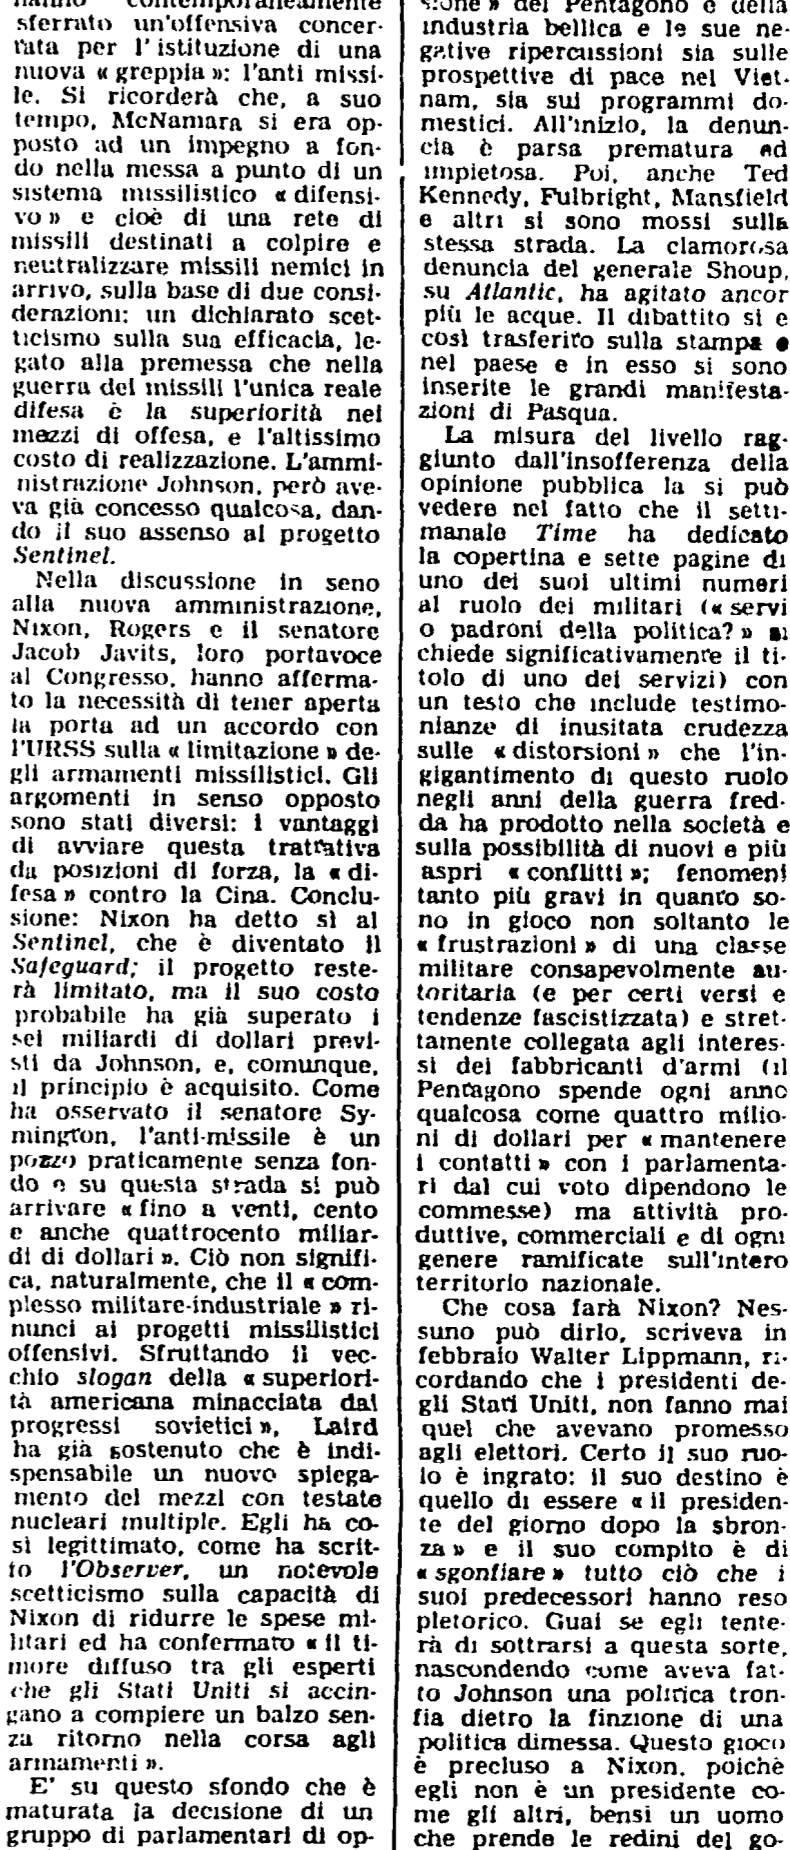 hanno contemporaneamente
sferrato un'offensiva concer-
tata per l'istituzione di una
nuova « greppia »: l'anti missi-
le. Si ricorderà che, a suo
tempo, McNamara si era op-
posto ad un impegno a fon-
do nella messa a punto di un
sistema missilistico « difensi-
vo » e cioè di una rete di
missili destinati a colpire e
neutralizzare missili nemici in
arrivo, sulla base di due consi-
derazioni: un dichiarato scet-
ticismo sulla sua efficacia, le-
gato alla premessa che nella
guerra dei missili l'unica reale
difesa è la superiorità nei
mezzi di offesa, e l'altissimo
costo di realizzazione. L'ammi-
nistrazione Johnson, però ave-
va già concesso qualcosa, dan-
do il suo assenso al progetto
Sentinel.
Nella discussione in seno
alla nuova amministrazione,
Nixon, Rogers e il senatore
Jacob Javits, loro portavoce
al Congresso, hanno afferma-
to la necessità di tener aperta
la porta ad un accordo con
l'URSS sulla « limitazione » de-
gli armamenti missilistici. Gli
argomenti in senso opposto
sono stati diversi: i vantaggi
di avviare questa trattativa
da posizioni di forza, la « di-
fesa » contro la Cina. Conclu-
sione: Nixon ha detto sì al
Sentinel, che è diventato il
Safeguard; il progetto reste-
rà limitato, ma il suo costo
probabile ha già superato i
sei miliardi di dollari previ-
sti da Johnson, e, comunque,
il principio è acquisito. Come
ha osservato il senatore Sy-
mington, l'anti-missile è un
pozzo praticamente senza fon-
do e su questa strada si può
arrivare « fino a venti, cento
e anche quattrocento miliar-
di di dollari ». Ciò non signifi-
ca, naturalmente, che il « com-
plesso militare-industriale » ri-
nunci ai progetti missilistici
offensivi. Sfruttando il vec-
chio slogan della « superiori-
tà americana minacciata dai
progressi sovietici », Laird
ha già sostenuto che è indi-
spensabile un nuovo spiega-
mento dei mezzi con testate
nucleari multiple. Egli ha co-
sì legittimato, come ha scrit-
to l'Observer, un notevole
scetticismo sulla capacità di
Nixon di ridurre le spese mi-
litari ed ha confermato « il ti-
more diffuso tra gli esperti
che gli Stati Uniti si accin-
gano a compiere un balzo sen-
za ritorno nella corsa agli
armamenti ».
E' su questo sfondo che è
maturata la decisione di un
gruppo di parlamentari di op-
sione » del Pentagono e della
industria bellica e le sue ne-
gative ripercussioni sia sulle
prospettive di pace nel Viet-
nam, sia sui programmi do-
mestici. All'inizio, la denun-
cia è parsa prematura ed
impietosa. Poi, anche Ted
Kennedy, Fulbright, Mansfield
e altri si sono mossi sulla
stessa strada. La clamorosa
denuncia del generale Shoup,
su Atlantic, ha agitato ancor
più le acque. Il dibattito si e
così trasferito sulla stampa e
nel paese e in esso si sono
inserite le grandi manifesta-
zioni di Pasqua.
La misura del livello rag-
giunto dall'insofferenza della
opinione pubblica la si può
vedere nel fatto che il setti-
manale Time ha dedicato
la copertina e sette pagine di
uno dei suoi ultimi numeri
al ruolo dei militari (« servi
o padroni della politica? » si
chiede significativamente il ti-
tolo di uno dei servizi) con
un testo che include testimo-
nianze di inusitata crudezza
sulle « distorsioni » che l'in-
gigantimento di questo ruolo
negli anni della guerra fred-
da ha prodotto nella società e
sulla possibilità di nuovi e più
aspri « conflitti »; fenomeni
tanto più gravi in quanto so-
no in gioco non soltanto le
« frustrazioni » di una classe
militare consapevolmente au-
toritaria (e per certi versi e
tendenze fascistizzata) e stret-
tamente collegata agli interes-
si dei fabbricanti d'armi (il
Pentagono spende ogni anno
qualcosa come quattro milio-
ni di dollari per « mantenere
i contatti » con i parlamenta-
ri dal cui voto dipendono le
commesse) ma attività pro-
duttive, commerciali e di ogni
genere ramificate sull'intero
territorio nazionale.
Che cosa farà Nixon? Nes-
suno può dirlo, scriveva in
febbraio Walter Lippmann, ri-
cordando che i presidenti de-
gli Stati Uniti, non fanno mai
quel che avevano promesso
agli elettori. Certo il suo ruo-
lo è ingrato: il suo destino è
quello di essere « il presiden-
te del giorno dopo la sbron-
za » e il suo compito è di
« sgonfiare » tutto ciò che i
suoi predecessori hanno reso
pletorico. Guai se egli tente-
rà di sottrarsi a questa sorte,
nascondendo come aveva fat-
to Johnson una politica tron-
fia dietro la finzione di una
politica dimessa. Questo gioco
è precluso a Nixon, poichè
egli non è un presidente co-
me gli altri, bensì un uomo
che prende le redini del go-